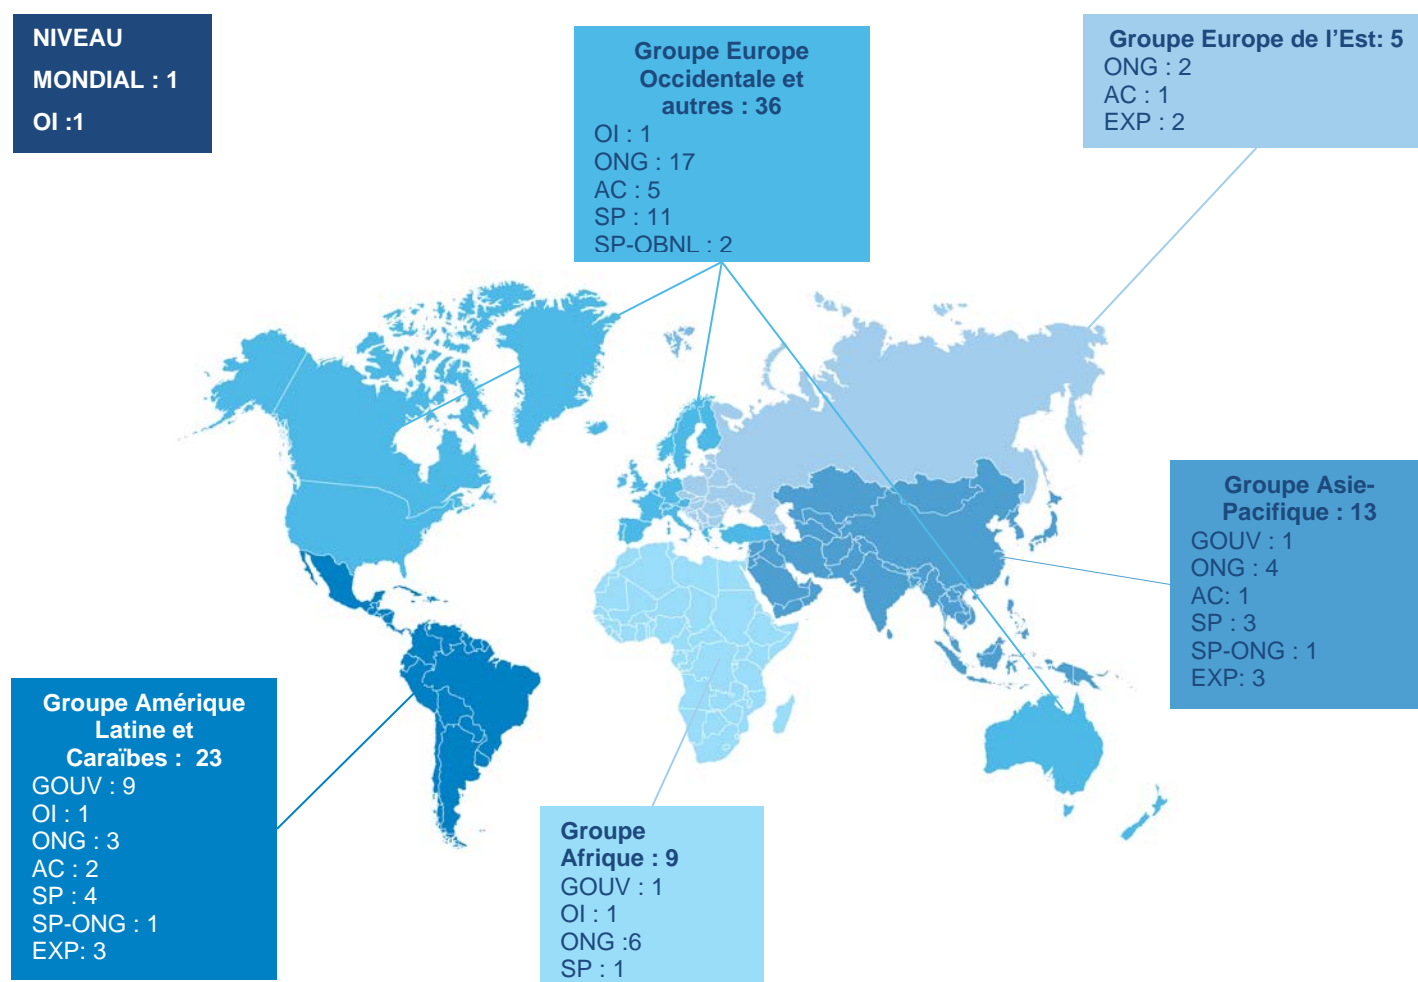 NIVEAU
MONDIAL : 1
OI :1
Groupe Europe
Occidentale et
autres : 36
OI : 1
ONG : 17
AC : 5
SP : 11
SP-OBNL : 2
Groupe Europe de l’Est: 5
ONG : 2
AC : 1
EXP : 2
Groupe Asie-
Pacifique : 13
GOUV : 1
ONG : 4
AC: 1
SP : 3
SP-ONG : 1
EXP: 3
Groupe Amérique
Latine et
Caraïbes : 23
GOUV : 9
OI : 1
ONG : 3
AC : 2
SP : 4
SP-ONG : 1
EXP: 3
Groupe
Afrique : 9
GOUV : 1
OI : 1
ONG :6
SP : 1